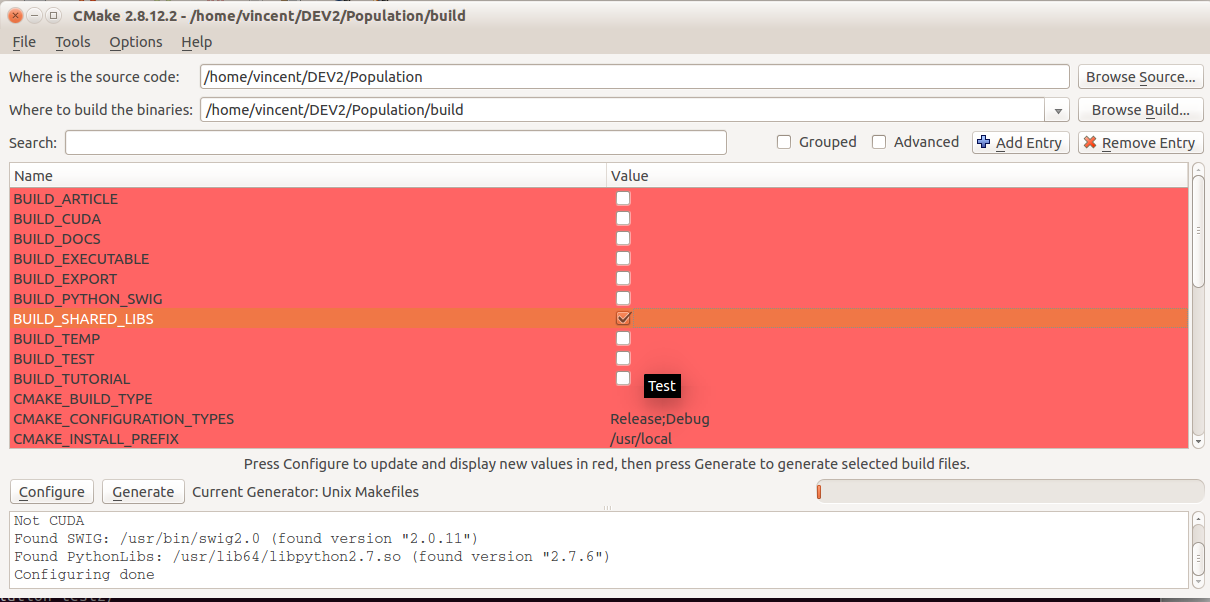 CMake 2.8.12.2 - /home/vincent/DEV2/Population/build
File Tools Options Help
Where is the source code: /home/vincent/DEV2/Population Browse Source...
Where to build the binaries: /home/vincent/DEV2/Population/build Browse Build...
Search: Grouped Advanced Add Entry Remove Entry
Name Value
BUILD_ARTICLE
BUILD_CUDA
BUILD_DOCS
BUILD_EXECUTABLE
BUILD_EXPORT
BUILD_PYTHON_SWIG
BUILD_SHARED_LIBS
BUILD_TEMP
BUILD_TEST
BUILD_TUTORIAL
Test
CMAKE_BUILD_TYPE
CMAKE_CONFIGURATION_TYPES Release;Debug
CMAKE_INSTALL_PREFIX /usr/local
Press Configure to update and display new values in red, then press Generate to generate selected build files.
Configure Generate Current Generator: Unix Makefiles
Not CUDA
Found SWIG: /usr/bin/swig2.0 (found version "2.0.11")
Found PythonLibs: /usr/lib64/libpython2.7.so (found version "2.7.6")
Configuring done